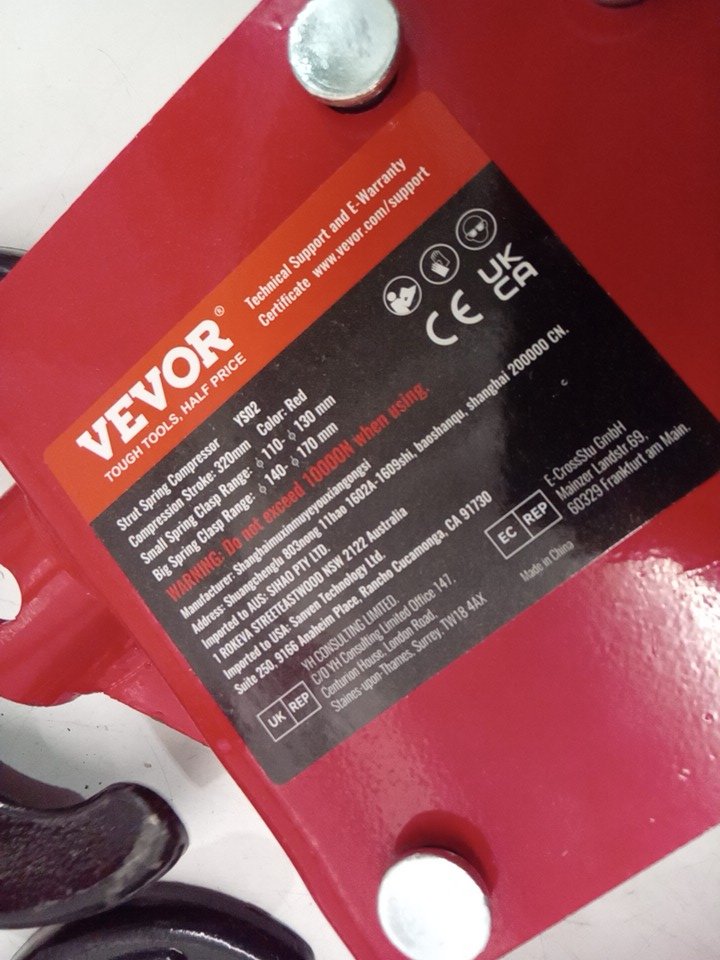 VEVOR®
TOUGH TOOLS, HALF PRICE
Technical Support and E-Warranty
Certificate www.vevor.com/support
Strut Spring Compressor YS02
Compression Stroke: 320mm Color: Red
Small Spring Clasp Range: ϕ 110- ϕ 130 mm
Big Spring Clasp Range: ϕ 140- ϕ 170 mm
WARNING: Do not exceed 10000N when using.
Manufacturer: Shanghaimuxinmuyeyouxiangongsi
Address: Shuangchenglu 803nong 11hao 1602A-1609shi, baoshanqu, shanghai 200000 CN.
Imported to AUS: SIHAO PTY LTD.
1 ROKEVA STREETEASTWOOD NSW 2122 Australia
Imported to USA: Sanven Technology Ltd.
Suite 250, 9166 Anaheim Place, Rancho Cucamonga, CA 91730
CE
UK
CA
UK REP
YH CONSULTING LIMITED.
C/O YH Consulting Limited Office 147,
Centurion House, London Road,
Staines-upon-Thames, Surrey, TW18 4AX
EC REP
E-CrossStu GmbH
Mainzer Landstr.69,
60329 Frankfurt am Main.
Made in China